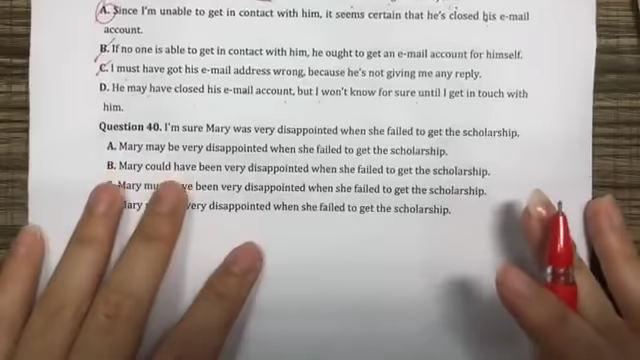 A. Since I'm unable to get in contact with him, it seems certain that he's closed his e-mail
account.
B. If no one is able to get in contact with him, he ought to get an e-mail account for himself.
C. I must have got his e-mail address wrong, because he's not giving me any reply.
D. He may have closed his e-mail account, but I won't know for sure until I get in touch with
him.
Question 40. I'm sure Mary was very disappointed when she failed to get the scholarship.
A. Mary may be very disappointed when she failed to get the scholarship.
B. Mary could have been very disappointed when she failed to get the scholarship.
Mary been very disappointed when she failed to get the scholarship.
very disappointed when she failed to get the scholarship.